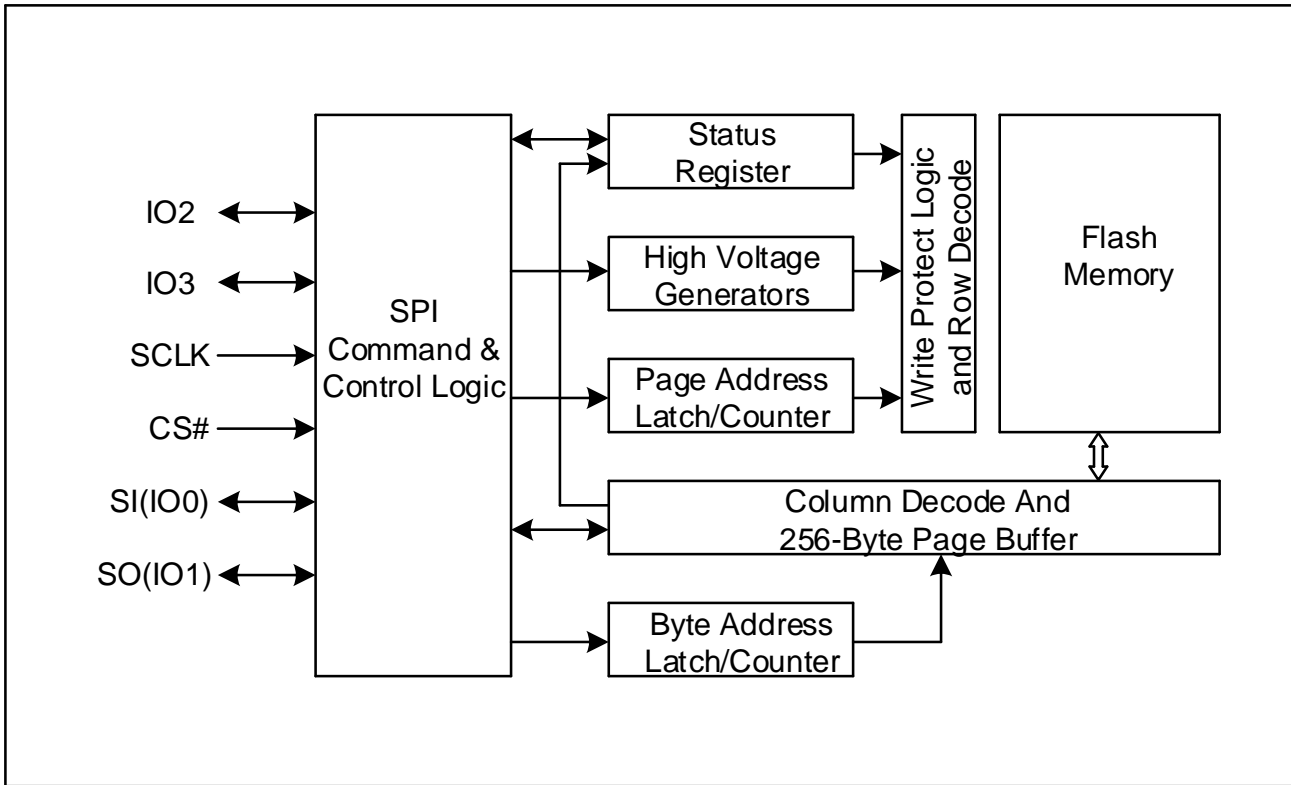 IO2
IO3
SCLK
CS#
SI(IO0)
SO(IO1)
SPI
Command &
Control Logic
Status
Register
High Voltage
Generators
Page Address
Latch/Counter
Write Protect Logic
and Row Decode
Flash
Memory
Column Decode And
256-Byte Page Buffer
Byte Address
Latch/Counter